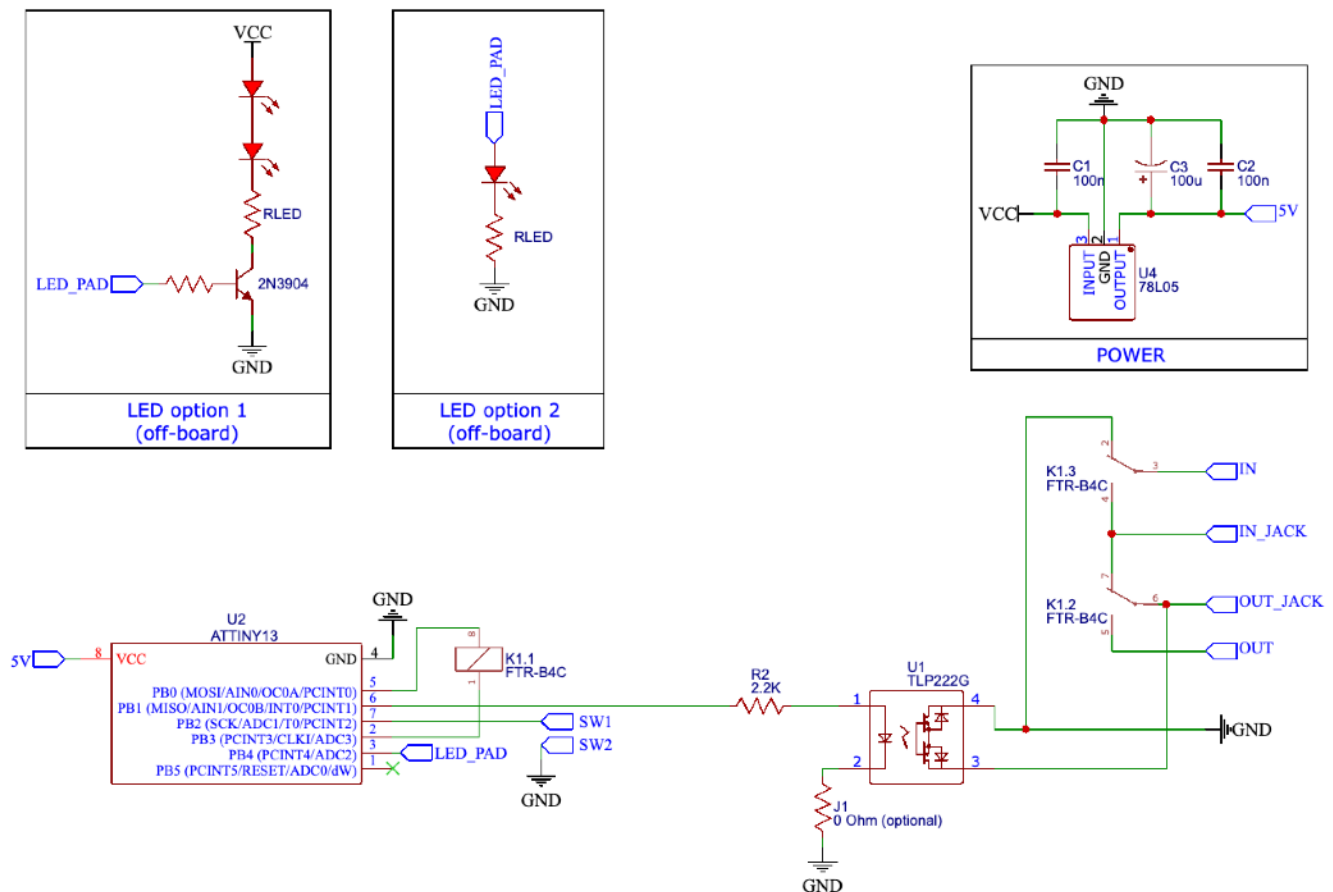 VCC
RLED
LED_PAD
2N3904
GND
LED option 1
(off-board)
LED_PAD
RLED
GND
LED option 2
(off-board)
GND
C1
100n
C3
100u
C2
100n
VCC
5V
3
2
1
INPUT
GND
OUTPUT
U4
78L05
POWER
2
K1.3
FTR-B4C
3
IN
4
IN_JACK
7
K1.2
FTR-B4C
6
OUT_JACK
5
OUT
U2
ATTINY13
GND
5V
8
VCC
GND
4
PB0 (MOSI/AIN0/OC0A/PCINT0)
5
PB1 (MISO/AIN1/OC0B/INT0/PCINT1)
6
PB2 (SCK/ADC1/T0/PCINT2)
7
PB3 (PCINT3/CLKI/ADC3)
2
PB4 (PCINT4/ADC2)
3
PB5 (PCINT5/RESET/ADC0/dW)
1
8
K1.1
FTR-B4C
1
SW1
SW2
LED_PAD
GND
R2
2.2K
U1
TLP222G
1
4
2
3
GND
J1
0 Ohm (optional)
GND